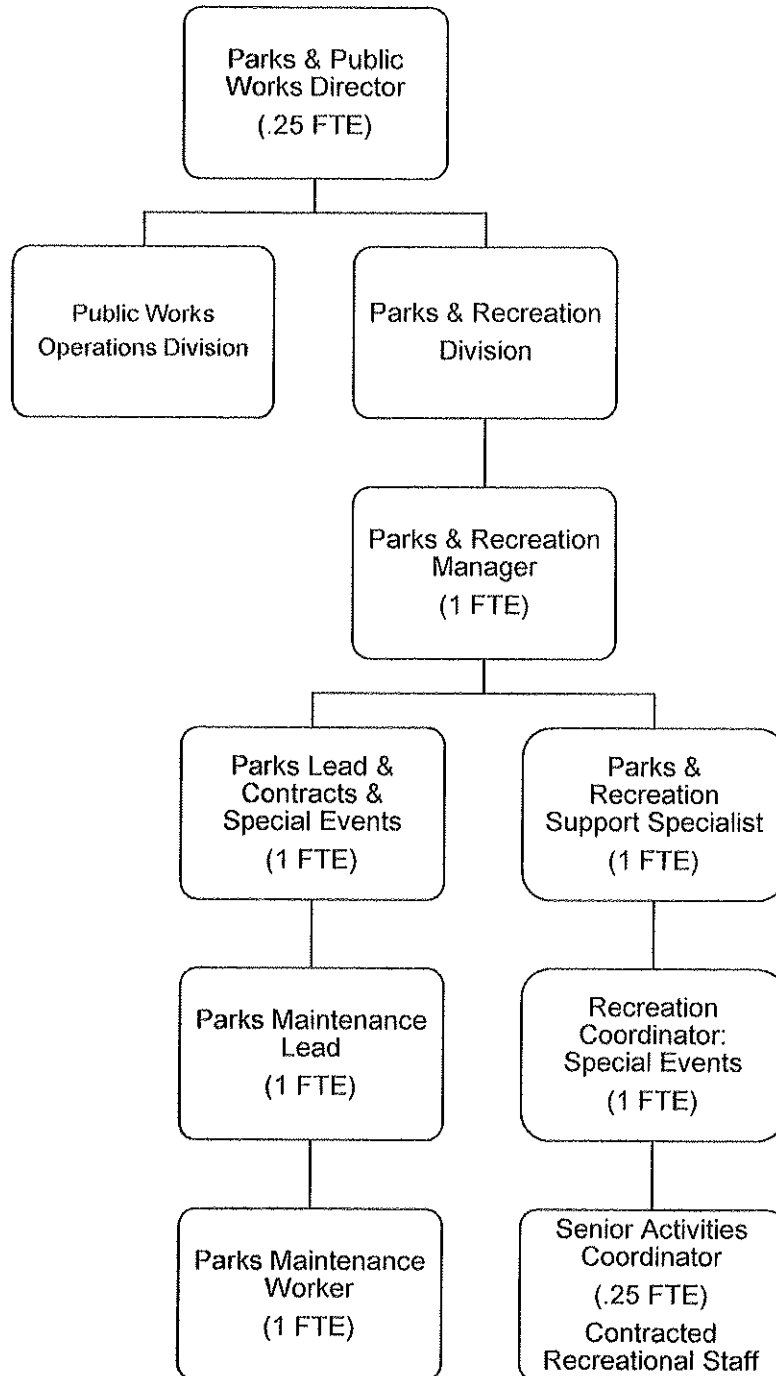 Parks & Public
Works Director
(.25 FTE)
Public Works
Operations Division
Parks & Recreation
Division
Parks & Recreation
Manager
(1 FTE)
Parks Lead &
Contracts &
Special Events
(1 FTE)
Parks &
Recreation
Support Specialist
(1 FTE)
Parks Maintenance
Lead
(1 FTE)
Recreation
Coordinator:
Special Events
(1 FTE)
Parks Maintenance
Worker
(1 FTE)
Senior Activities
Coordinator
(.25 FTE)
Contracted
Recreational Staff